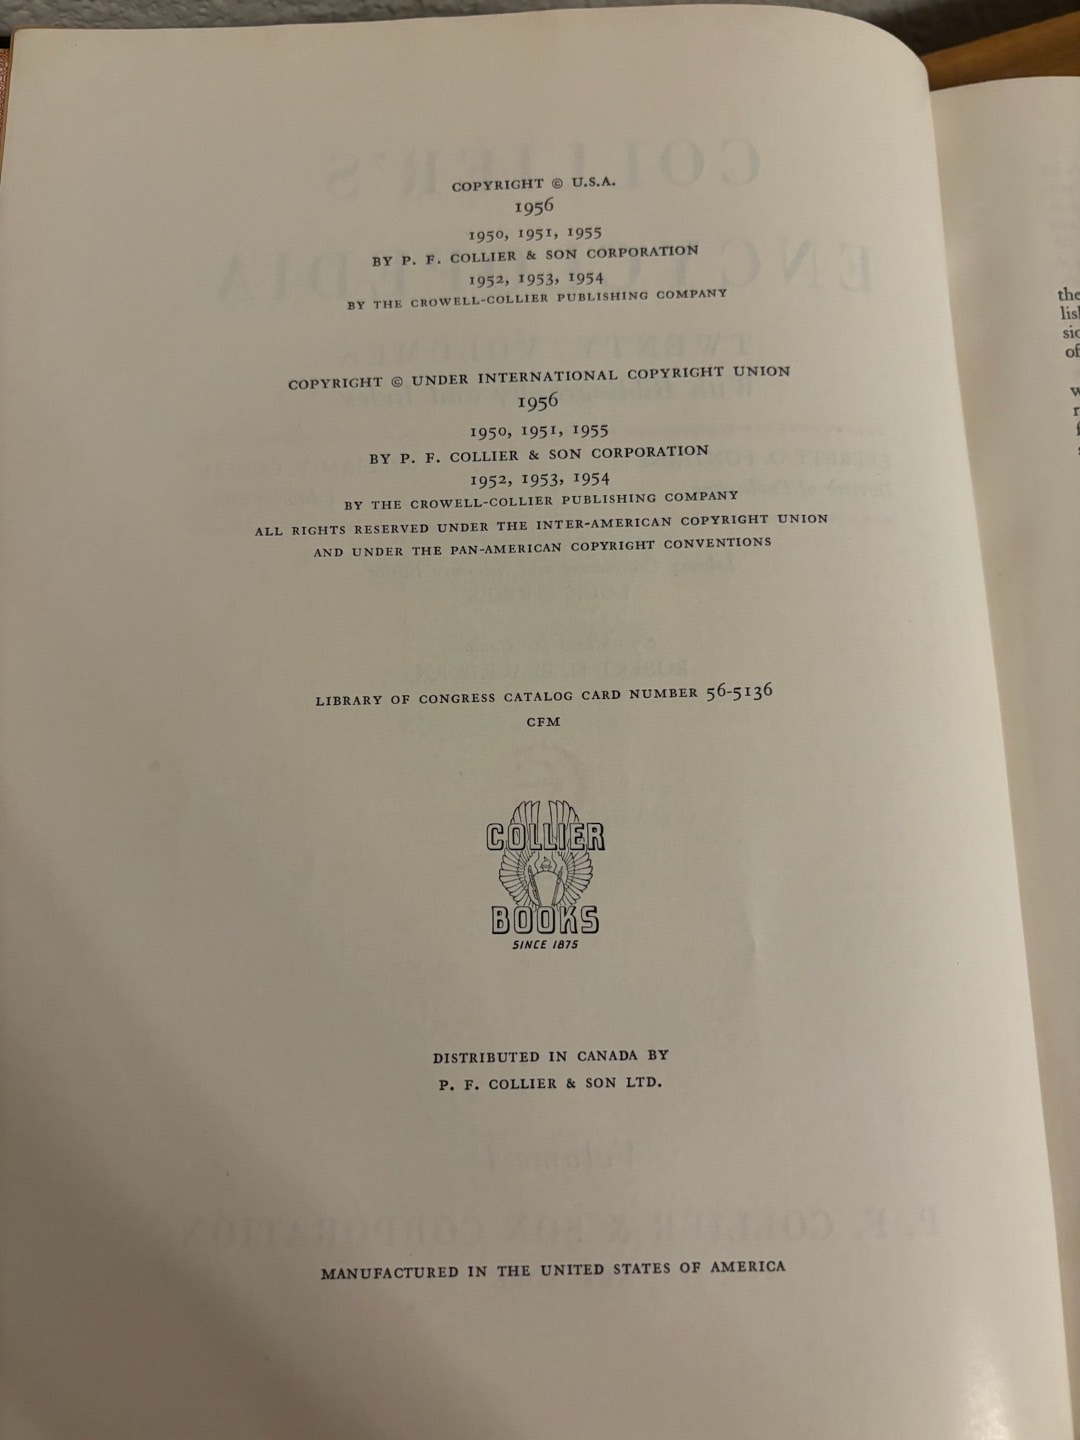 COPYRIGHT © U.S.A.
1956
1950, 1951, 1955
BY P. F. COLLIER & SON CORPORATION
1952, 1953, 1954
BY THE CROWELL-COLLIER PUBLISHING COMPANY
COPYRIGHT © UNDER INTERNATIONAL COPYRIGHT UNION
1956
1950, 1951, 1955
BY P. F. COLLIER & SON CORPORATION
1952, 1953, 1954
BY THE CROWELL-COLLIER PUBLISHING COMPANY
ALL RIGHTS RESERVED UNDER THE INTER-AMERICAN COPYRIGHT UNION
AND UNDER THE PAN-AMERICAN COPYRIGHT CONVENTIONS
LIBRARY OF CONGRESS CATALOG CARD NUMBER 56-5136
CFM
COLLIER
BOOKS
SINCE 1875
DISTRIBUTED IN CANADA BY
P. F. COLLIER & SON LTD.
MANUFACTURED IN THE UNITED STATES OF AMERICA
the
of